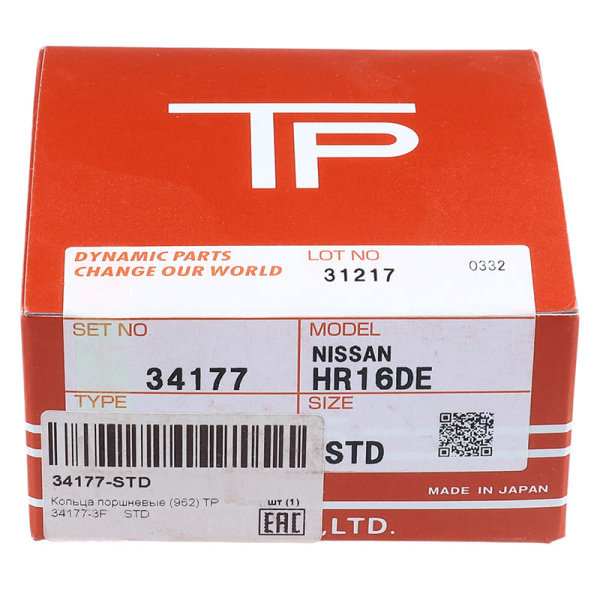 TP
DYNAMIC PARTS
CHANGE OUR WORLD
LOT NO
31217
0332
SET NO
34177
MODEL
NISSAN
HR16DE
TYPE
SIZE
STD
34177-STD
Кольца поршневые (962) TP
34177-3F STD
шт (1)
EAC
MADE IN JAPAN
,LTD.